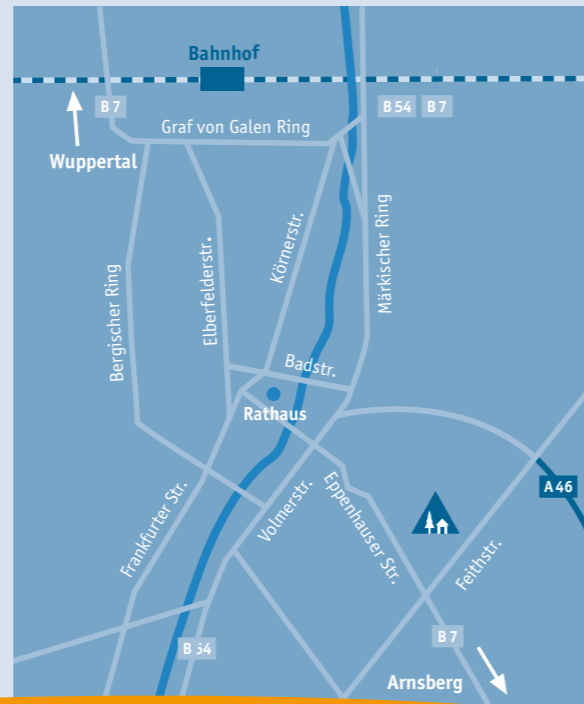 Bahnhof
B 7
B 54
B 7
Graf von Galen Ring
Wuppertal
Körnerstr.
Märkischer Ring
Elberfelderstr.
Bergischer Ring
Badstr.
Rathaus
Eppenhauser Str.
A 46
Volmerstr.
Frankfurter Str.
Feithstr.
B 7
B 54
Arnsberg